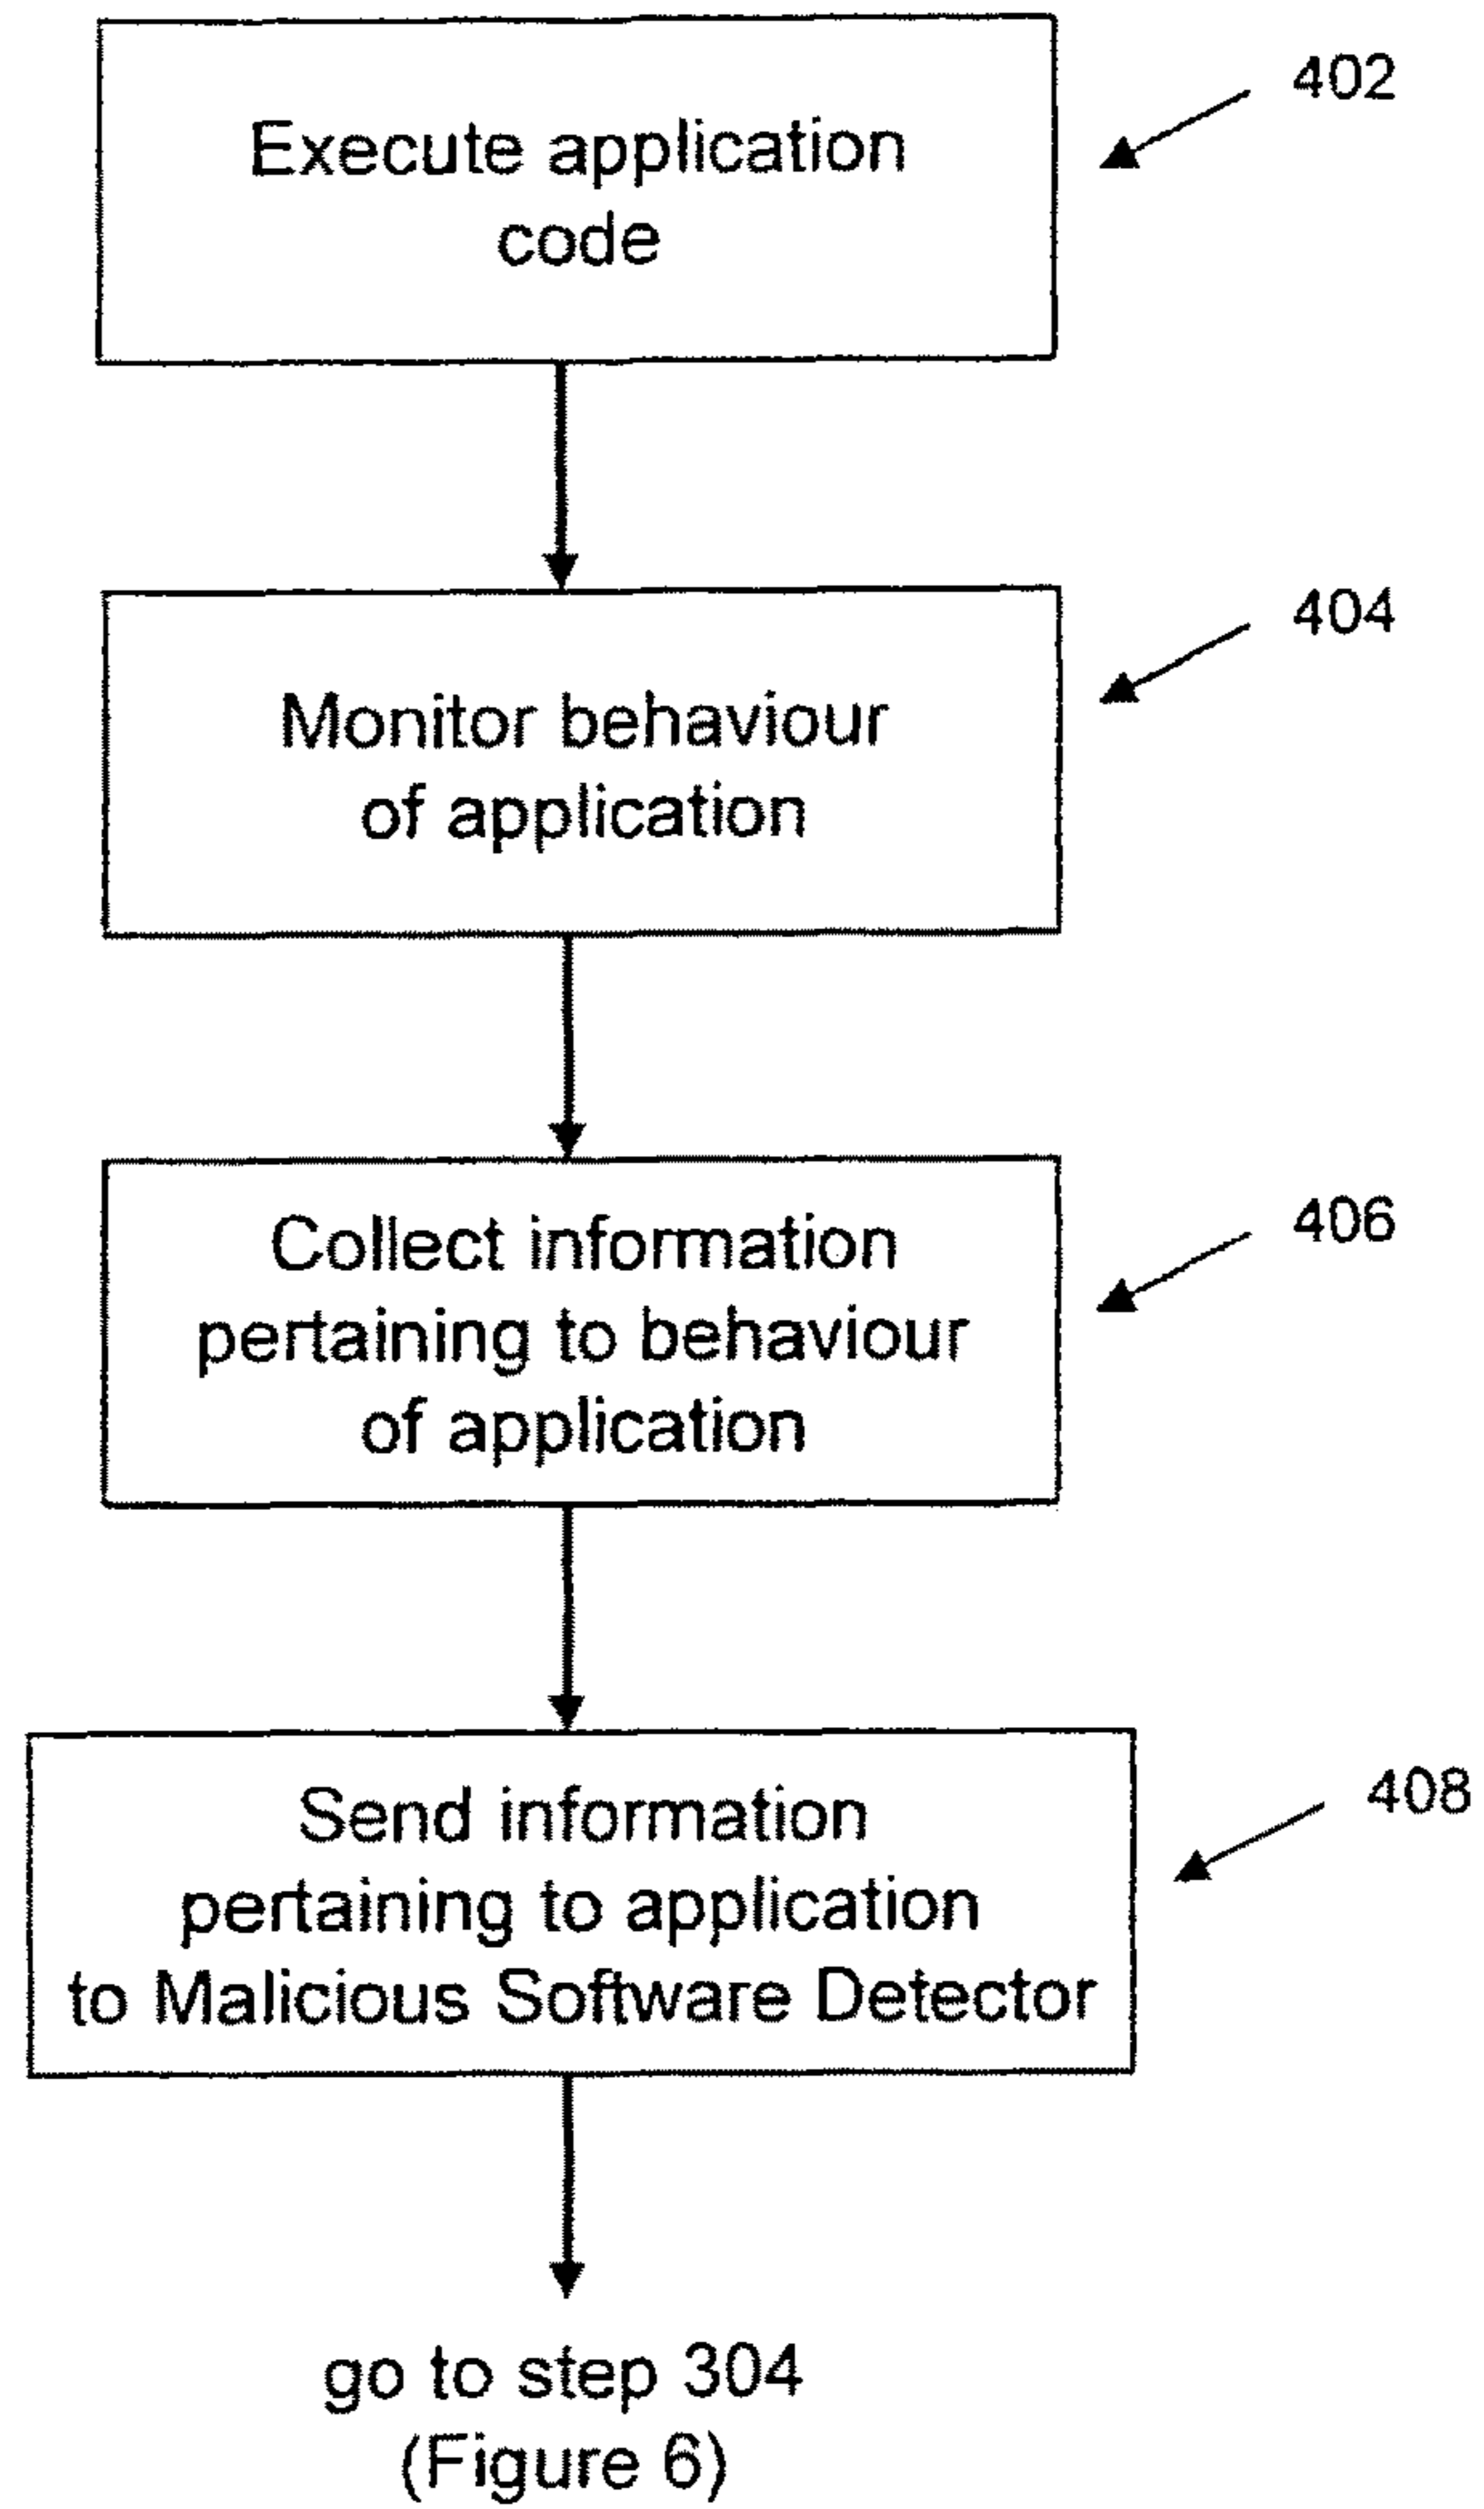 Execute application
code
402
Monitor behaviour
of application
404
Collect information
pertaining to behaviour
of application
406
Send information
pertaining to application
to Malicious Software Detector
408
go to step 304
(Figure 6)